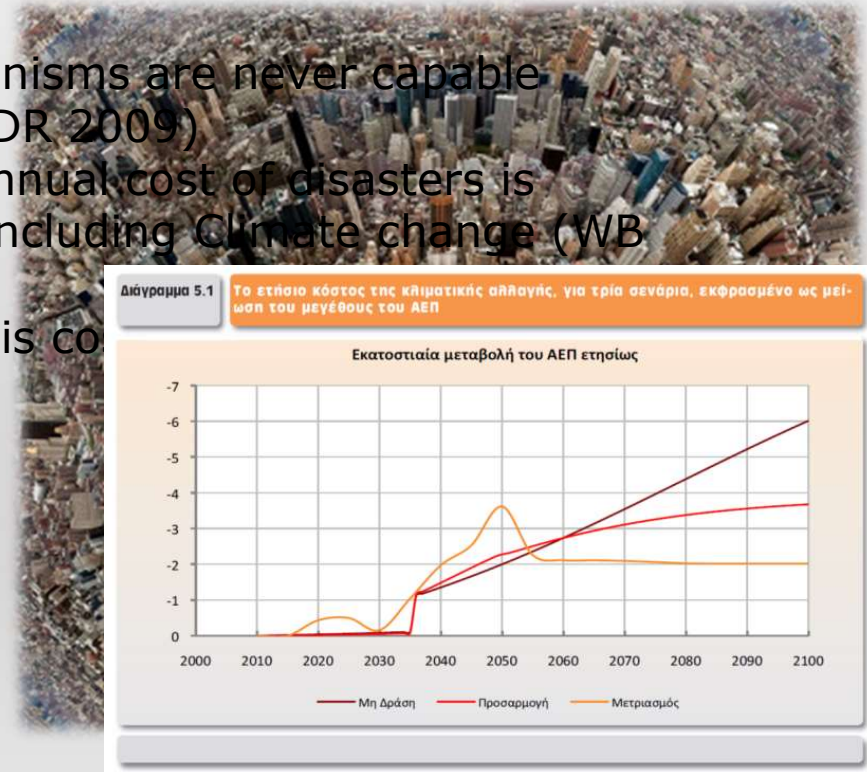 nisms are never capable
DR 2009)
nnual cost of disasters is
ncluding Climate change (WB
is co
Διάγραμμα 5.1
Το ετήσιο κόστος της κλιματικής αλλαγής, για τρία σενάρια, εκφρασμένο ως μεί-
ωση του μεγέθους του ΑΕΠ
Εκατοστιαία μεταβολή του ΑΕΠ ετησίως
-7
-6
-5
-4
-3
-2
-1
0
2000 2010 2020 2030 2040 2050 2060 2070 2080 2090 2100
Μη Δράση Προσαρμογή Μετριασμός